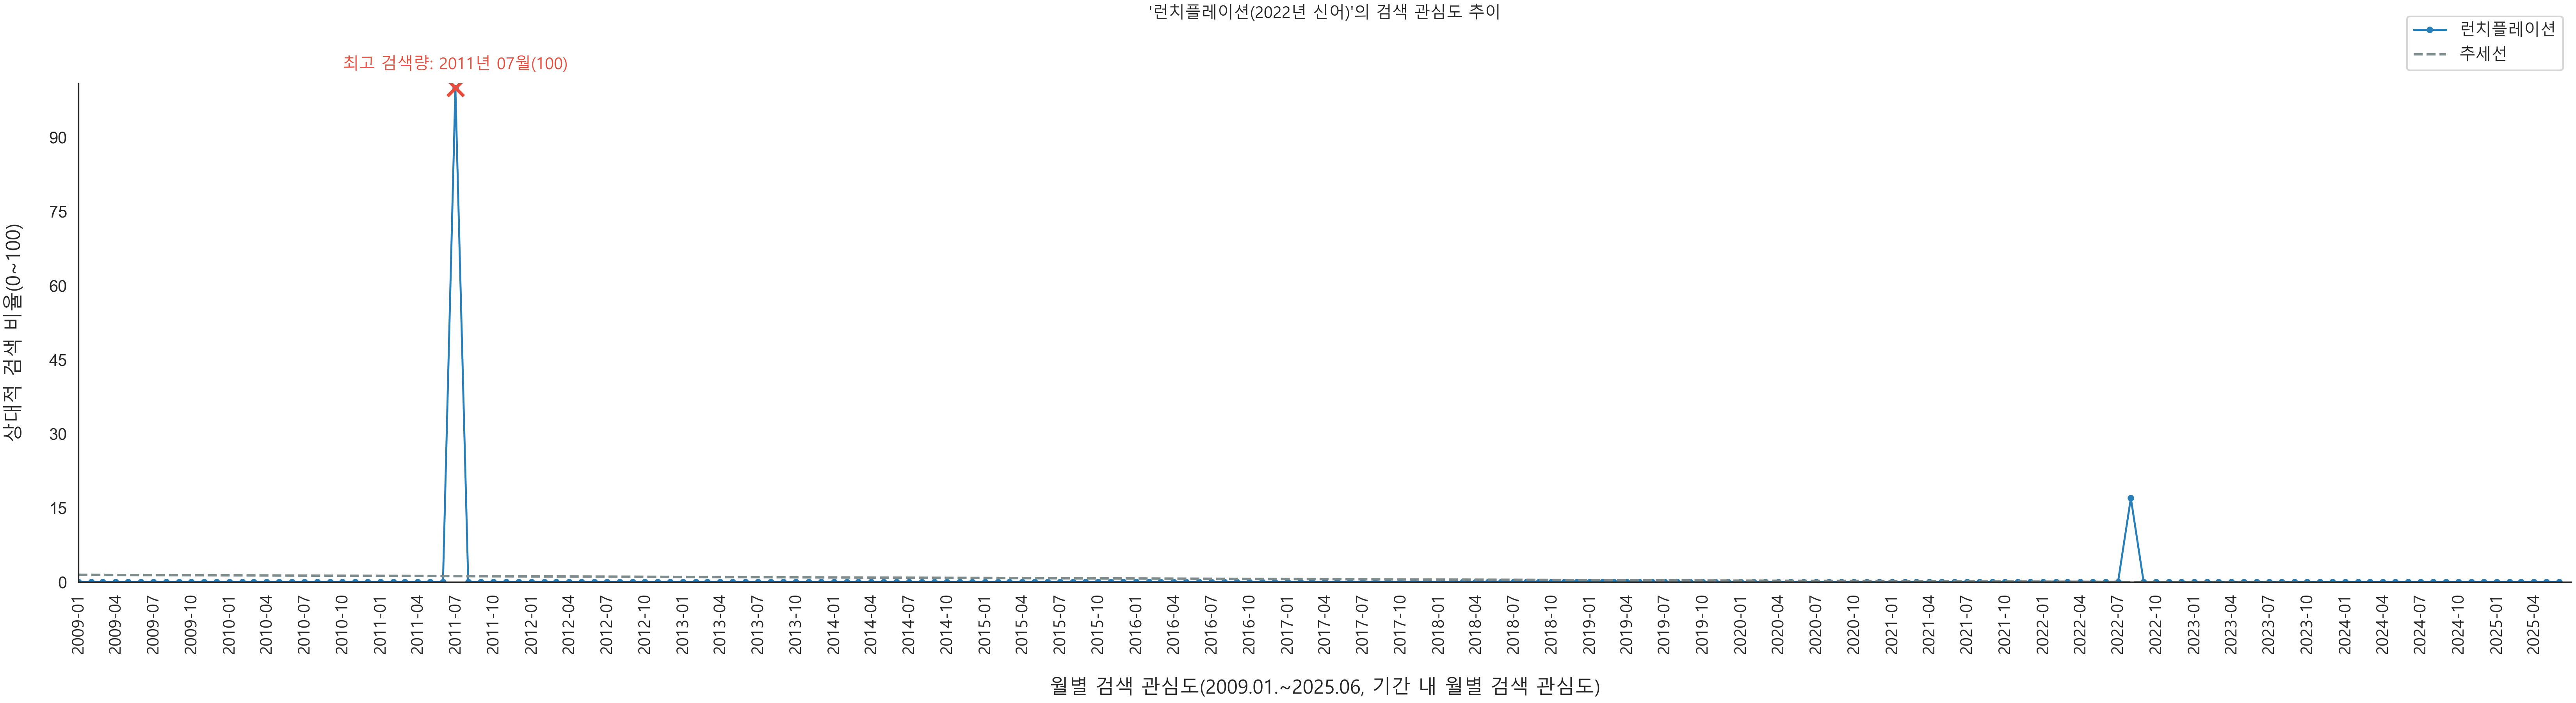 '런치플레이션(2022년 신어)'의 검색 관심도 추이
런치플레이션
추세선
최고 검색량: 2011년 07월(100)
상대적 검색 비율(0~100)
90
75
60
45
30
15
0
2009-01 2009-04 2009-07 2009-10 2010-01 2010-04 2010-07 2010-10 2011-01 2011-04 2011-07 2011-10 2012-01 2012-04 2012-07 2012-10 2013-01 2013-04 2013-07 2013-10 2014-01 2014-04 2014-07 2014-10 2015-01 2015-04 2015-07 2015-10 2016-01 2016-04 2016-07 2016-10 2017-01 2017-04 2017-07 2017-10 2018-01 2018-04 2018-07 2018-10 2019-01 2019-04 2019-07 2019-10 2020-01 2020-04 2020-07 2020-10 2021-01 2021-04 2021-07 2021-10 2022-01 2022-04 2022-07 2022-10 2023-01 2023-04 2023-07 2023-10 2024-01 2024-04 2024-07 2024-10 2025-01 2025-04
월별 검색 관심도(2009.01.~2025.06, 기간 내 월별 검색 관심도)